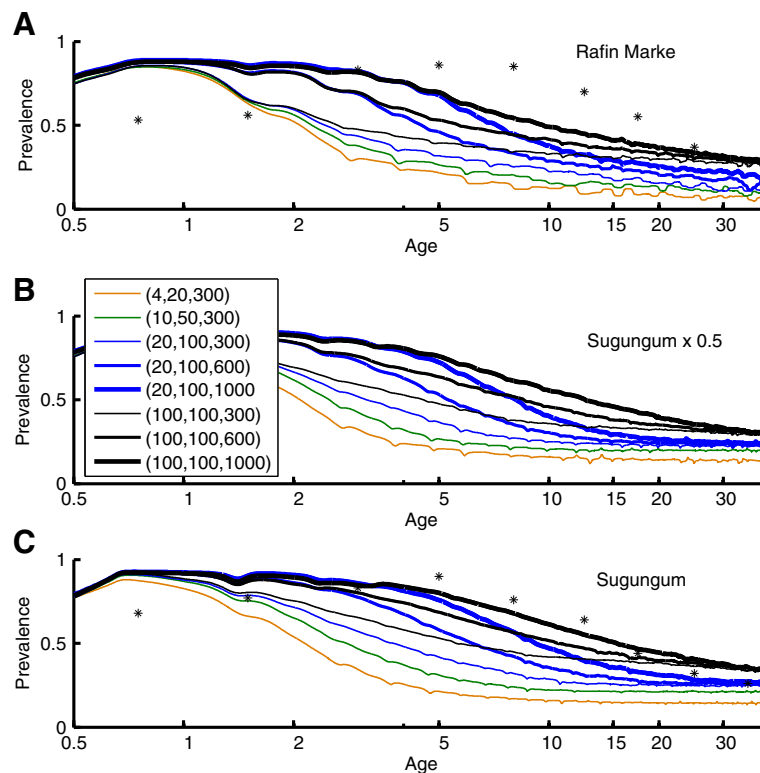 A
Rafin Marke
Prevalence
1
0.5
0
0.5 1 2 5 10 15 20 30
Age
B
Sugungum x 0.5
Prevalence
1
0.5
0
(4,20,300)
(10,50,300)
(20,100,300)
(20,100,600)
(20,100,1000
(100,100,300)
(100,100,600)
(100,100,1000)
0.5 1 2 5 10 15 20 30
Age
C
Sugungum
Prevalence
1
0.5
0
0.5 1 2 5 10 15 20 30
Age